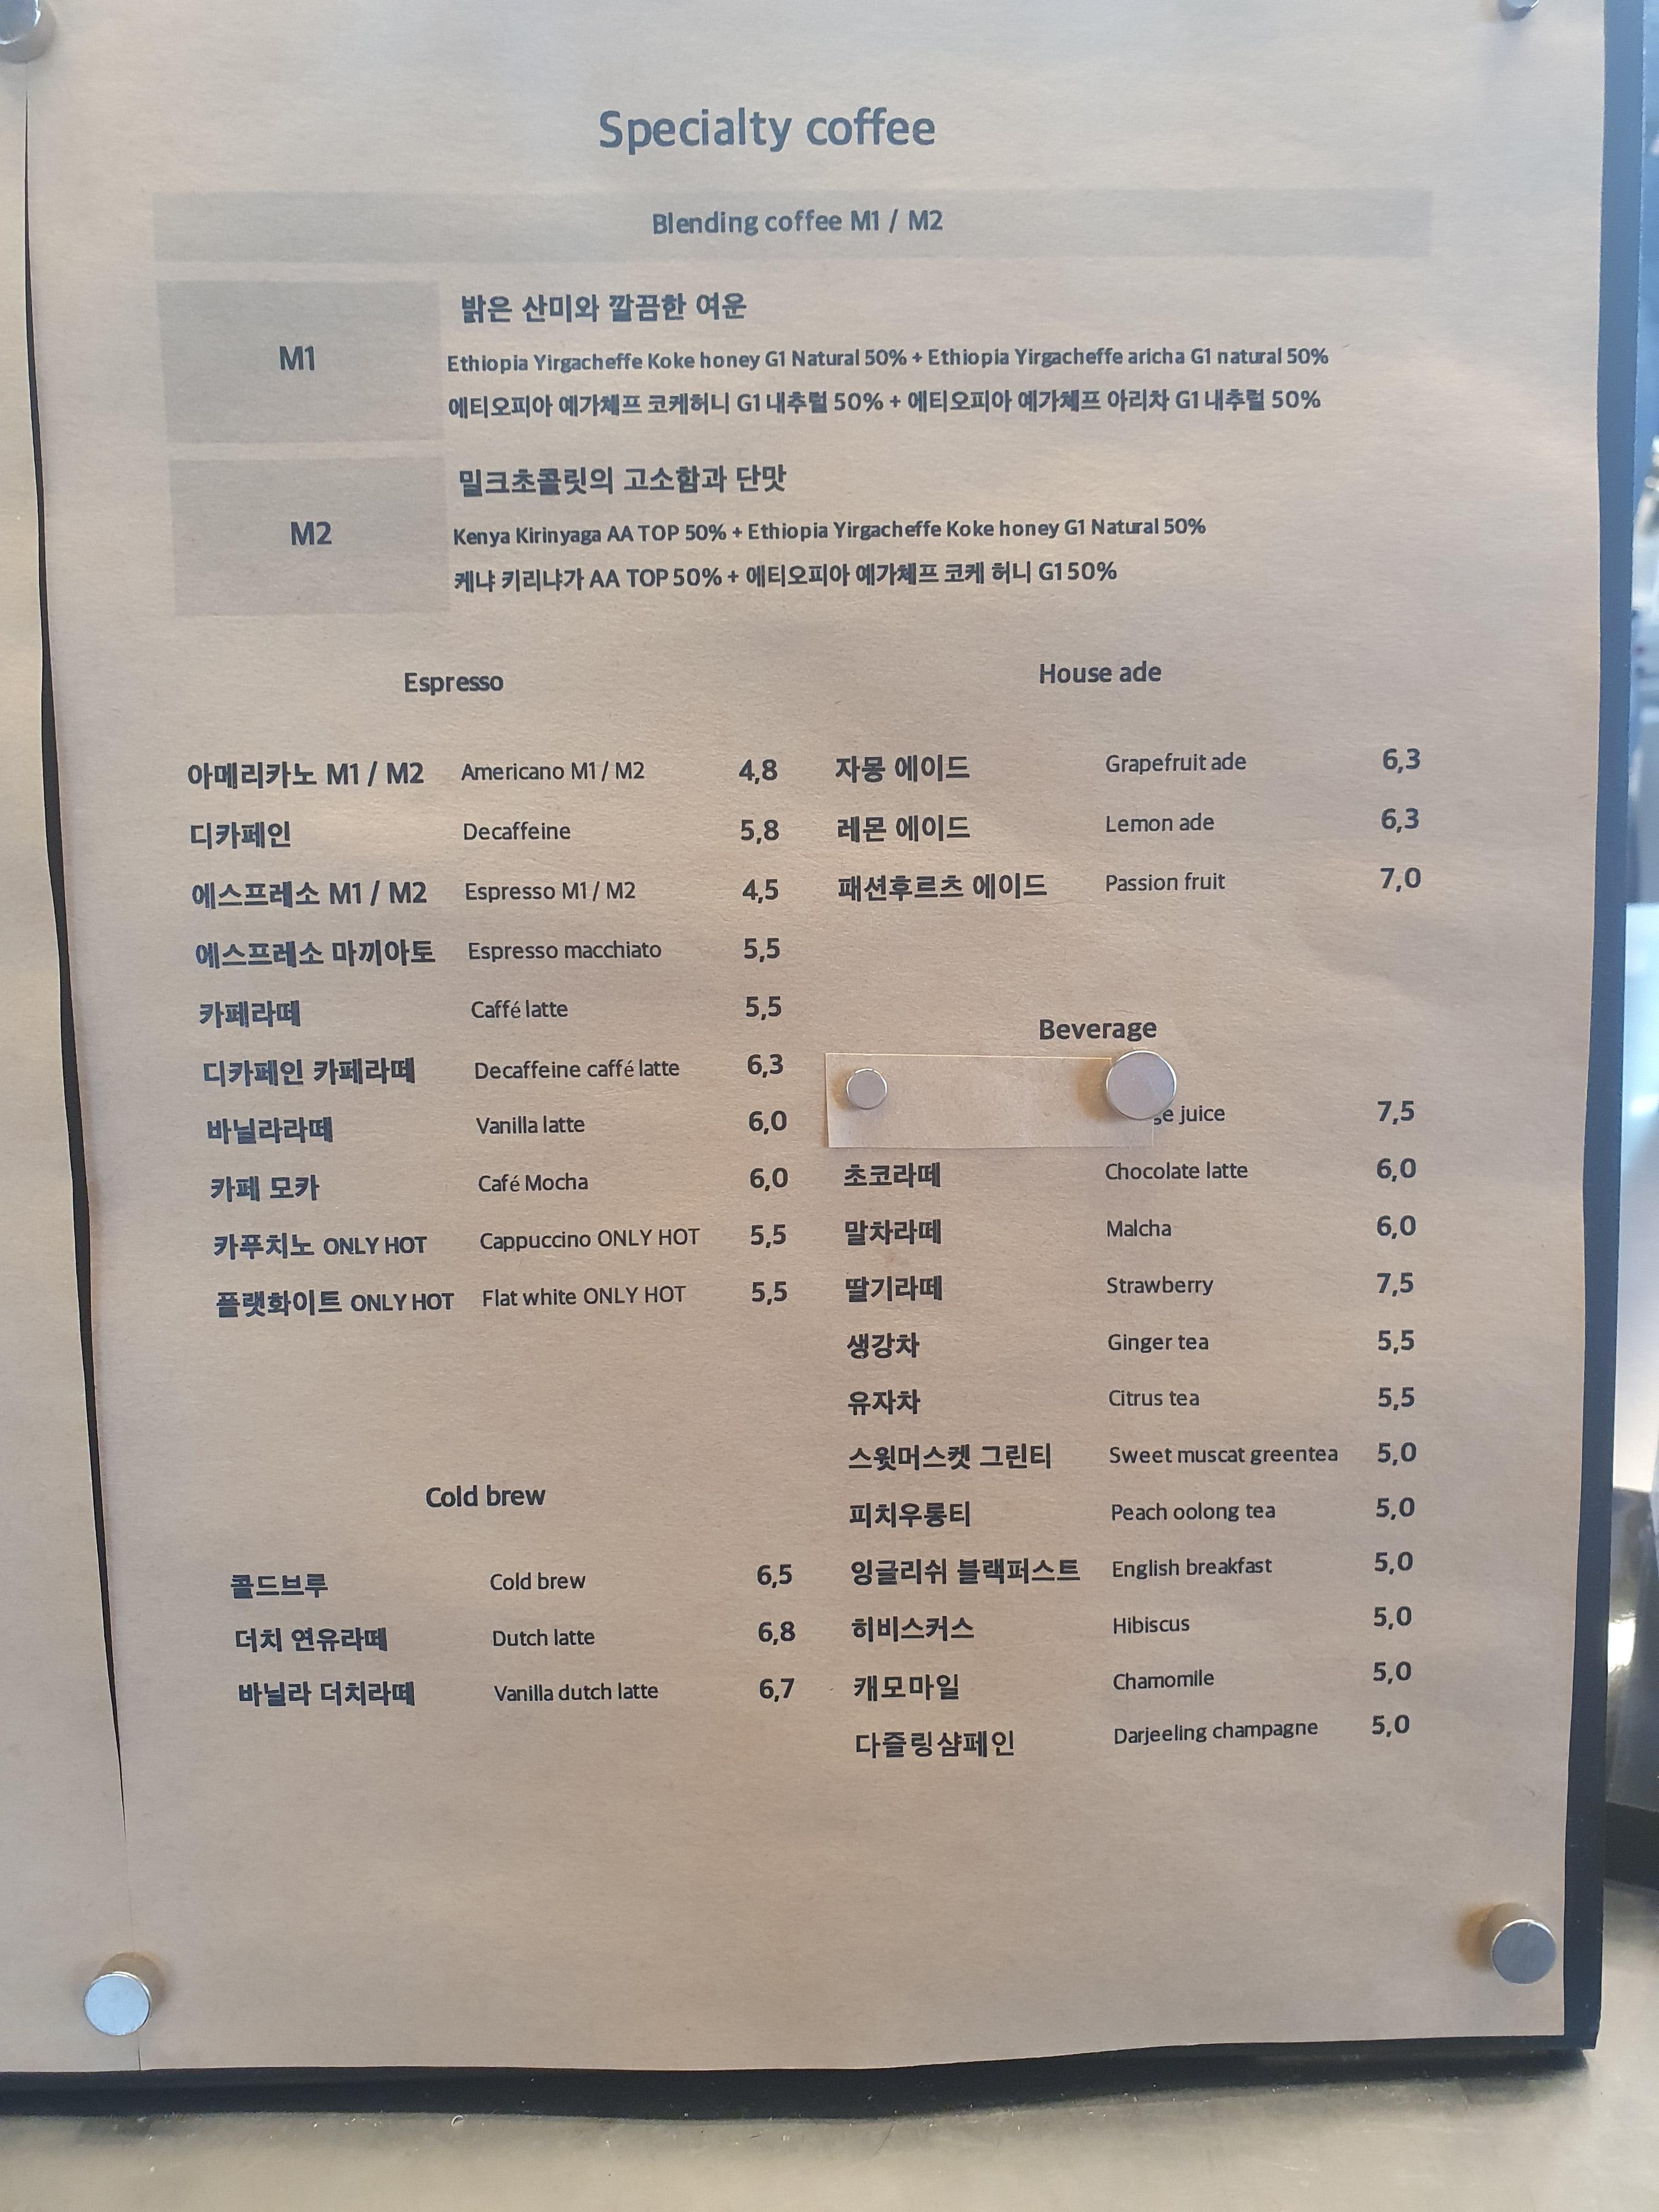 Specialty coffee
Blending coffee M1 / M2
M1
밝은 산미와 깔끔한 여운
Ethiopia Yirgacheffe Koke honey G1 Natural 50% + Ethiopia Yirgacheffe aricha G1 natural 50%
에티오피아 예가체프 코케허니 G1 내추럴 50% + 에티오피아 예가체프 아리차 G1 내추럴 50%
M2
밀크초콜릿의 고소함과 단맛
Kenya Kirinyaga AA TOP 50% + Ethiopia Yirgacheffe Koke honey G1 Natural 50%
케냐 키리냐가 AA TOP 50% + 에티오피아 예가체프 코케 허니 G1 50%
Espresso
아메리카노 M1 / M2 Americano M1 / M2 4,8
디카페인 Decaffeine 5,8
에스프레소 M1 / M2 Espresso M1 / M2 4,5
에스프레소 마끼아토 Espresso macchiato 5,5
카페라떼 Caffé latte 5,5
디카페인 카페라떼 Decaffeine caffé latte 6,3
바닐라라떼 Vanilla latte 6,0
카페 모카 Café Mocha 6,0
카푸치노 ONLY HOT Cappuccino ONLY HOT 5,5
플랫화이트 ONLY HOT Flat white ONLY HOT 5,5
Cold brew
콜드브루 Cold brew 6,5
더치 연유라떼 Dutch latte 6,8
바닐라 더치라떼 Vanilla dutch latte 6,7
House ade
자몽 에이드 Grapefruit ade 6,3
레몬 에이드 Lemon ade 6,3
패션후르츠 에이드 Passion fruit 7,0
Beverage
juice 7,5
초코라떼 Chocolate latte 6,0
말차라떼 Malcha 6,0
딸기라떼 Strawberry 7,5
생강차 Ginger tea 5,5
유자차 Citrus tea 5,5
스윗머스켓 그린티 Sweet muscat greentea 5,0
피치우롱티 Peach oolong tea 5,0
잉글리쉬 블랙퍼스트 English breakfast 5,0
히비스커스 Hibiscus 5,0
캐모마일 Chamomile 5,0
다즐링샴페인 Darjeeling champagne 5,0